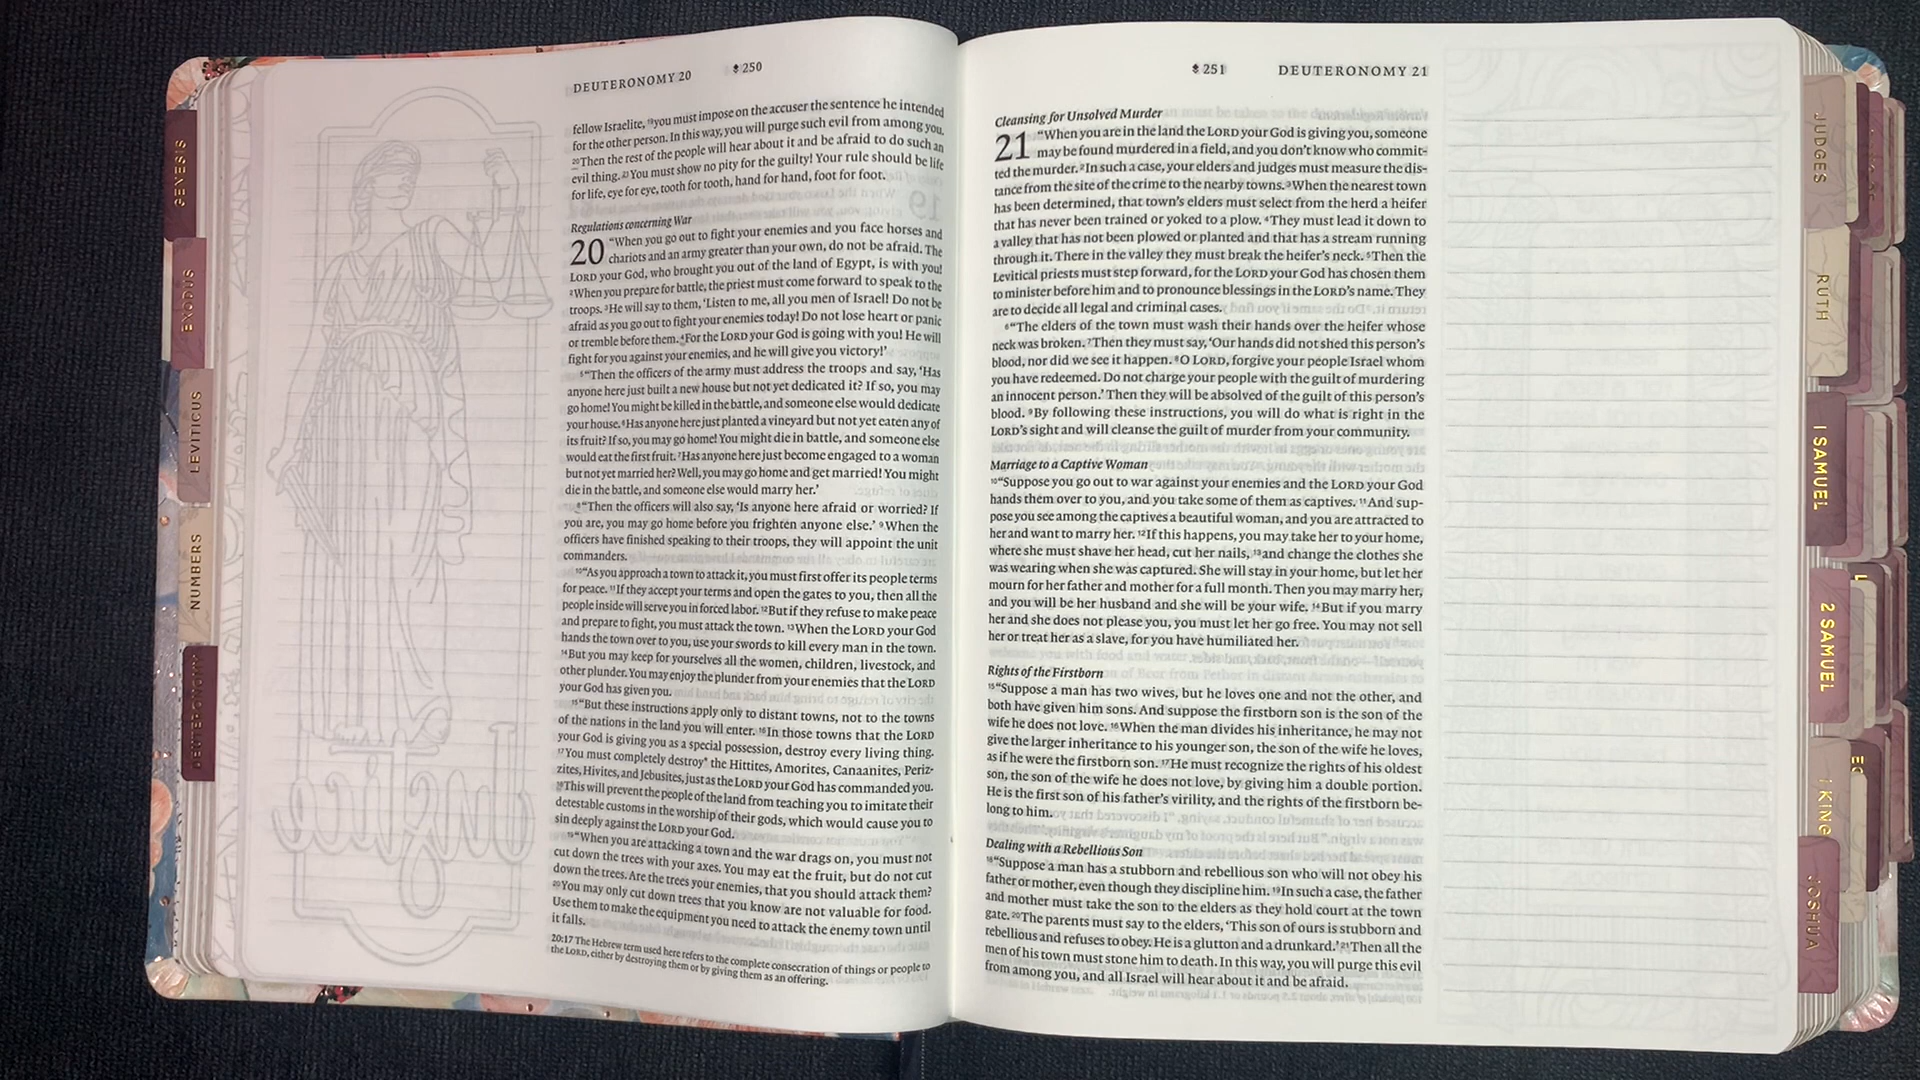 DEUTERONOMY 20 250
fellow Israelite, 19you must impose on the accuser the sentence he intended
for the other person. In this way, you will purge such evil from among you.
20Then the rest of the people will hear about it and be afraid to do such an
evil thing. 21You must show no pity for the guilty! Your rule should be life
for life, eye for eye, tooth for tooth, hand for hand, foot for foot.
Regulations concerning War
20 “When you go out to fight your enemies and you face horses and
chariots and an army greater than your own, do not be afraid. The
LORD your God, who brought you out of the land of Egypt, is with you!
2When you prepare for battle, the priest must come forward to speak to the
troops. 3He will say to them, ‘Listen to me, all you men of Israel! Do not be
afraid as you go out to fight your enemies today! Do not lose heart or panic
or tremble before them. 4For the LORD your God is going with you! He will
fight for you against your enemies, and he will give you victory!’
5“Then the officers of the army must address the troops and say, ‘Has
anyone here just built a new house but not yet dedicated it? If so, you may
go home! You might be killed in the battle, and someone else would dedicate
your house. 6Has anyone here just planted a vineyard but not yet eaten any of
its fruit? If so, you may go home! You might die in battle, and someone else
would eat the first fruit. 7Has anyone here just become engaged to a woman
but not yet married her? Well, you may go home and get married! You might
die in the battle, and someone else would marry her.’
8“Then the officers will also say, ‘Is anyone here afraid or worried? If
you are, you may go home before you frighten anyone else.’ 9When the
officers have finished speaking to their troops, they will appoint the unit
commanders.
10“As you approach a town to attack it, you must first offer its people terms
for peace. 11If they accept your terms and open the gates to you, then all the
people inside will serve you in forced labor. 12But if they refuse to make peace
and prepare to fight, you must attack the town. 13When the LORD your God
hands the town over to you, use your swords to kill every man in the town.
14But you may keep for yourselves all the women, children, livestock, and
other plunder. You may enjoy the plunder from your enemies that the LORD
your God has given you.
15“But these instructions apply only to distant towns, not to the towns
of the nations in the land you will enter. 16In those towns that the LORD
your God is giving you as a special possession, destroy every living thing.
17You must completely destroy* the Hittites, Amorites, Canaanites, Periz-
zites, Hivites, and Jebusites, just as the LORD your God has commanded you.
18This will prevent the people of the land from teaching you to imitate their
detestable customs in the worship of their gods, which would cause you to
sin deeply against the LORD your God.
19“When you are attacking a town and the war drags on, you must not
cut down the trees with your axes. You may eat the fruit, but do not cut
down the trees. Are the trees your enemies, that you should attack them?
20You may only cut down trees that you know are not valuable for food.
Use them to make the equipment you need to attack the enemy town until
it falls.
20:17 The Hebrew term used here refers to the complete consecration of things or people to
the LORD, either by destroying them or by giving them as an offering.
251 DEUTERONOMY 21
Cleansing for Unsolved Murder
21 “When you are in the land the LORD your God is giving you, someone
may be found murdered in a field, and you don’t know who commit-
ted the murder. 2In such a case, your elders and judges must measure the dis-
tance from the site of the crime to the nearby towns. 3When the nearest town
has been determined, that town’s elders must select from the herd a heifer
that has never been trained or yoked to a plow. 4They must lead it down to
a valley that has not been plowed or planted and that has a stream running
through it. There in the valley they must break the heifer’s neck. 5Then the
Levitical priests must step forward, for the LORD your God has chosen them
to minister before him and to pronounce blessings in the LORD’s name. They
are to decide all legal and criminal cases.
6“The elders of the town must wash their hands over the heifer whose
neck was broken. 7Then they must say, ‘Our hands did not shed this person’s
blood, nor did we see it happen. 8O LORD, forgive your people Israel whom
you have redeemed. Do not charge your people with the guilt of murdering
an innocent person.’ Then they will be absolved of the guilt of this person’s
blood. 9By following these instructions, you will do what is right in the
LORD’s sight and will cleanse the guilt of murder from your community.
Marriage to a Captive Woman
10“Suppose you go out to war against your enemies and the LORD your God
hands them over to you, and you take some of them as captives. 11And sup-
pose you see among the captives a beautiful woman, and you are attracted to
her and want to marry her. 12If this happens, you may take her to your home,
where she must shave her head, cut her nails, 13and change the clothes she
was wearing when she was captured. She will stay in your home, but let her
mourn for her father and mother for a full month. Then you may marry her,
and you will be her husband and she will be your wife. 14But if you marry
her and she does not please you, you must let her go free. You may not sell
her or treat her as a slave, for you have humiliated her.
Rights of the Firstborn
15“Suppose a man has two wives, but he loves one and not the other, and
both have given him sons. And suppose the firstborn son is the son of the
wife he does not love. 16When the man divides his inheritance, he may not
give the larger inheritance to his younger son, the son of the wife he loves,
as if he were the firstborn son. 17He must recognize the rights of his oldest
son, the son of the wife he does not love, by giving him a double portion.
He is the first son of his father’s virility, and the rights of the firstborn be-
long to him.
Dealing with a Rebellious Son
18“Suppose a man has a stubborn and rebellious son who will not obey his
father or mother, even though they discipline him. 19In such a case, the father
and mother must take the son to the elders as they hold court at the town
gate. 20The parents must say to the elders, ‘This son of ours is stubborn and
rebellious and refuses to obey. He is a glutton and a drunkard.’ 21Then all the
men of his town must stone him to death. In this way, you will purge this evil
from among you, and all Israel will hear about it and be afraid.
GENESIS
EXODUS
LEVITICUS
NUMBERS
DEUTERONOMY
JUDGES
RUTH
1 SAMUEL
2 SAMUEL
1 KING
JOSHUA